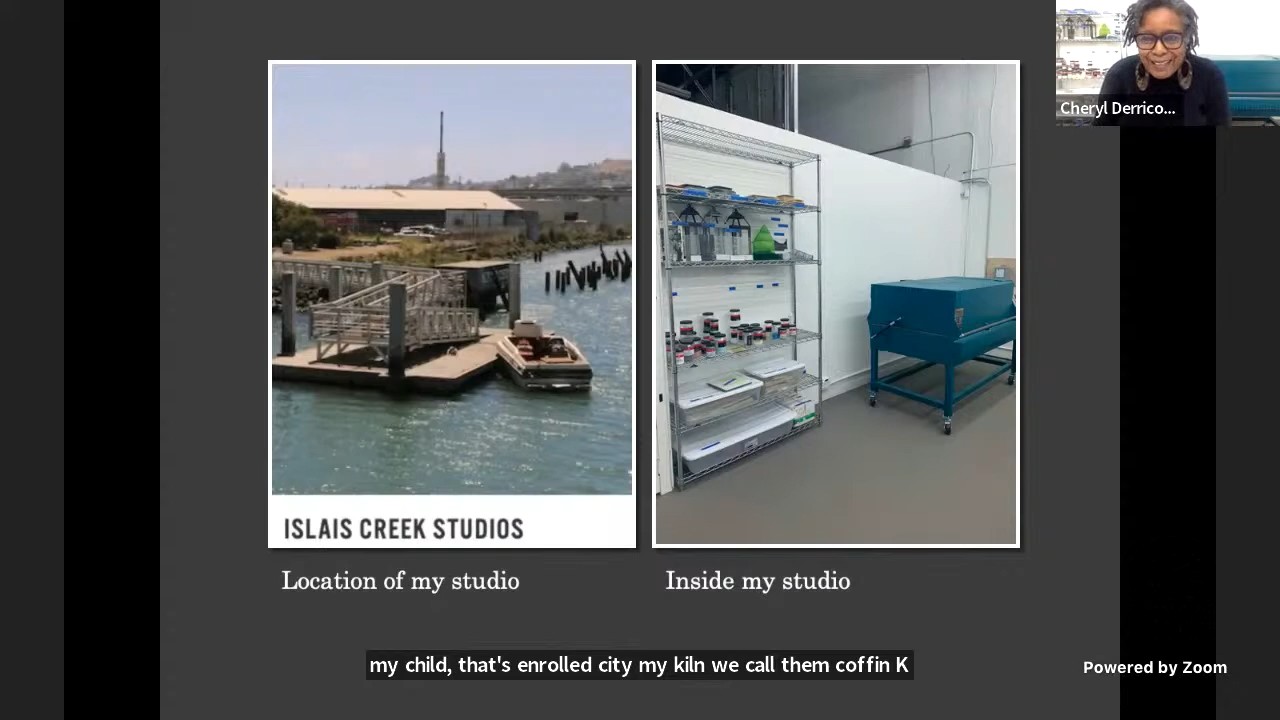 Cheryl Derrico...
ISLAIS CREEK STUDIOS
Location of my studio
Inside my studio
my child, that's enrolled city my kiln we call them coffin K
Powered by Zoom